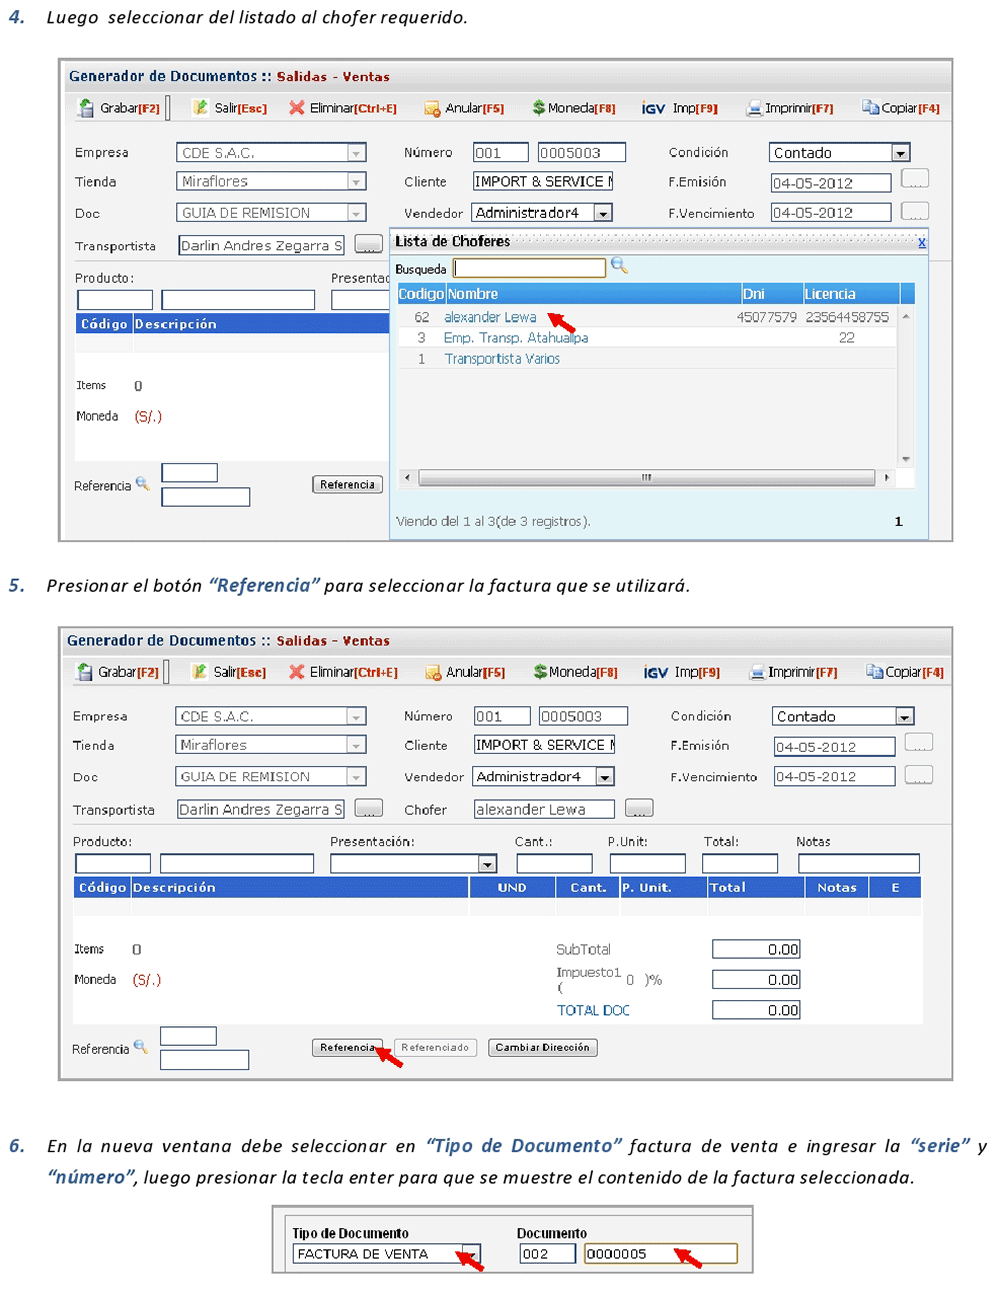 4. Luego seleccionar del listado al chofer requerido.
Generador de Documentos :: Salidas - Ventas
Grabar[F2] Salir[Esc] Eliminar[Ctrl+E] Anular[F5] $ Moneda[F8] IGV Imp[F9] Imprimir[F7] Copiar[F4]
Empresa CDE S.A.C. Número 001 0005003 Condición Contado
Tienda Miraflores Cliente IMPORT & SERVICE F.Emisión 04-05-2012 ...
Doc GUIA DE REMISION Vendedor Administrador4 F.Vencimiento 04-05-2012 ...
Transportista Darlin Andres Zegarra S ... Lista de Choferes x
Busqueda
Producto: Presentac
Codigo Nombre Dni Licencia
62 alexander Lewa 45077579 23564458755
Código Descripción
3 Emp. Transp. Atahuallpa 22
1 Transportista Varios
Items 0
Moneda (S/.)
Referencia Referencia
Viendo del 1 al 3(de 3 registros). 1
5. Presionar el botón “Referencia” para seleccionar la factura que se utilizará.
Generador de Documentos :: Salidas - Ventas
Grabar[F2] Salir[Esc] Eliminar[Ctrl+E] Anular[F5] $ Moneda[F8] IGV Imp[F9] Imprimir[F7] Copiar[F4]
Empresa CDE S.A.C. Número 001 0005003 Condición Contado
Tienda Miraflores Cliente IMPORT & SERVICE F.Emisión 04-05-2012 ...
Doc GUIA DE REMISION Vendedor Administrador4 F.Vencimiento 04-05-2012 ...
Transportista Darlin Andres Zegarra S ... Chofer alexander Lewa ...
Producto: Presentación: Cant.: P.Unit: Total: Notas
Código Descripción UND Cant. P. Unit. Total Notas E
Items 0 SubTotal 0.00
Moneda (S/.) Impuesto1 ( 0 )% 0.00
TOTAL DOC 0.00
Referencia Referencia Referenciado Cambiar Dirección
6. En la nueva ventana debe seleccionar en “Tipo de Documento” factura de venta e ingresar la “serie” y
“número”, luego presionar la tecla enter para que se muestre el contenido de la factura seleccionada.
Tipo de Documento Documento
FACTURA DE VENTA 002 0000005